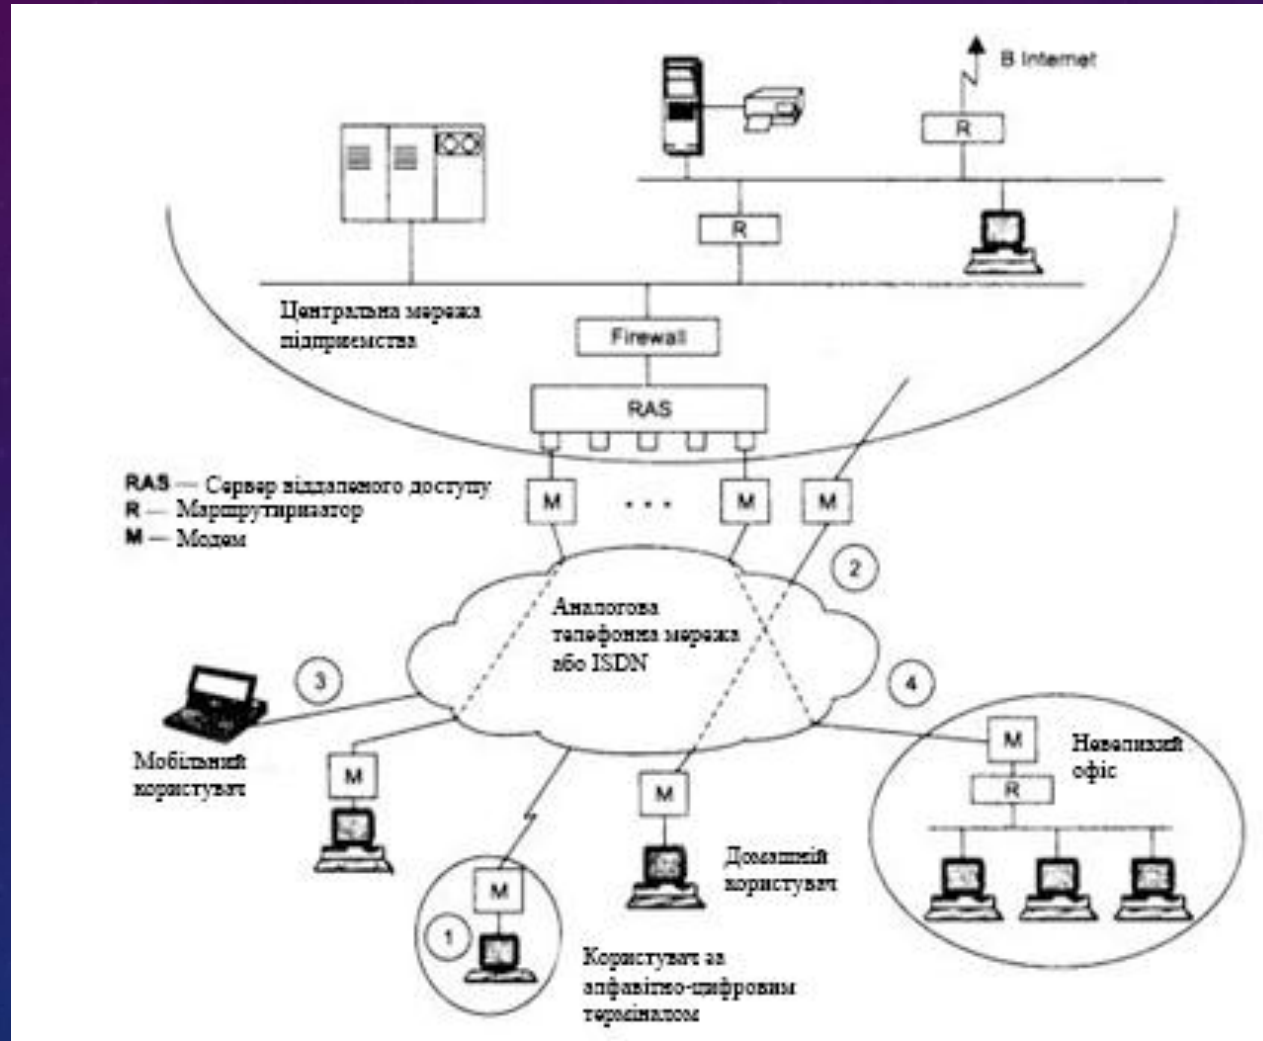 В Internet
R
R
Центральна мережа
підприємства
Firewall
RAS
RAS — Сервер віддаленого доступу
R — Маршрутиризатор
M — Модем
M
...
M
M
2
Аналогова
телефонна мережа
або ISDN
3
4
Мобільний
користувач
M
M
M
Невеликий
офіс
R
Домашній
користувач
M
1
Користувач за
алфавітно-цифровим
терміналом